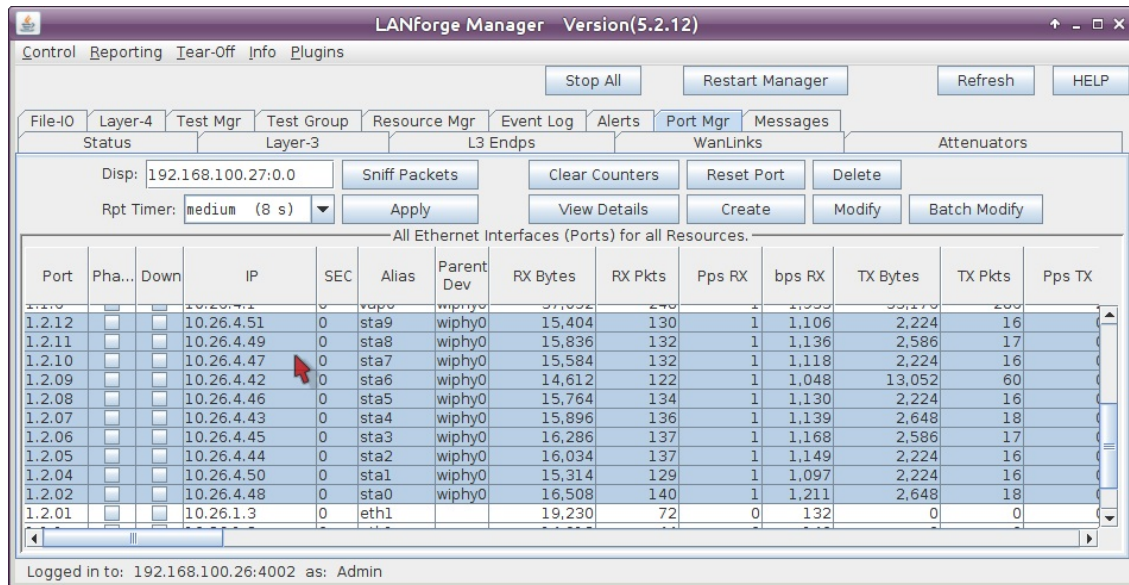 LANforge Manager Version(5.2.12)
Control Reporting Tear-Off Info Plugins
Stop All Restart Manager Refresh HELP
File-IO Layer-4 Test Mgr Test Group Resource Mgr Event Log Alerts Port Mgr Messages
Status Layer-3 L3 Endps WanLinks Attenuators
Disp: 192.168.100.27:0.0 Sniff Packets Clear Counters Reset Port Delete
Rpt Timer: medium (8 s) Apply View Details Create Modify Batch Modify
All Ethernet Interfaces (Ports) for all Resources.
Port Pha... Down IP SEC Alias Parent Dev RX Bytes RX Pkts Pps RX bps RX TX Bytes TX Pkts Pps TX
1.2.12 10.26.4.51 0 sta9 wiphy0 15,404 130 1 1,106 2,224 16 0
1.2.11 10.26.4.49 0 sta8 wiphy0 15,836 132 1 1,136 2,586 17 0
1.2.10 10.26.4.47 0 sta7 wiphy0 15,584 132 1 1,118 2,224 16 0
1.2.09 10.26.4.42 0 sta6 wiphy0 14,612 122 1 1,048 13,052 60 0
1.2.08 10.26.4.46 0 sta5 wiphy0 15,764 134 1 1,130 2,224 16 0
1.2.07 10.26.4.43 0 sta4 wiphy0 15,896 136 1 1,139 2,648 18 0
1.2.06 10.26.4.45 0 sta3 wiphy0 16,286 137 1 1,168 2,586 17 0
1.2.05 10.26.4.44 0 sta2 wiphy0 16,034 137 1 1,149 2,224 16 0
1.2.04 10.26.4.50 0 sta1 wiphy0 15,314 129 1 1,097 2,224 16 0
1.2.02 10.26.4.48 0 sta0 wiphy0 16,508 140 1 1,211 2,648 18 0
1.2.01 10.26.1.3 0 eth1 19,230 72 0 132 0 0 0
Logged in to: 192.168.100.26:4002 as: Admin